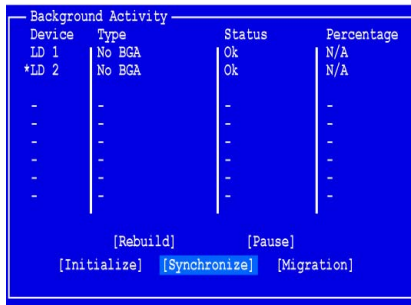 Background Activity
Device Type Status Percentage
LD 1 No BGA Ok N/A
*LD 2 No BGA Ok N/A
- - - -
- - - -
- - - -
- - - -
- - - -
- - - -
[Rebuild] [Pause]
[Initialize] [Synchronize] [Migration]